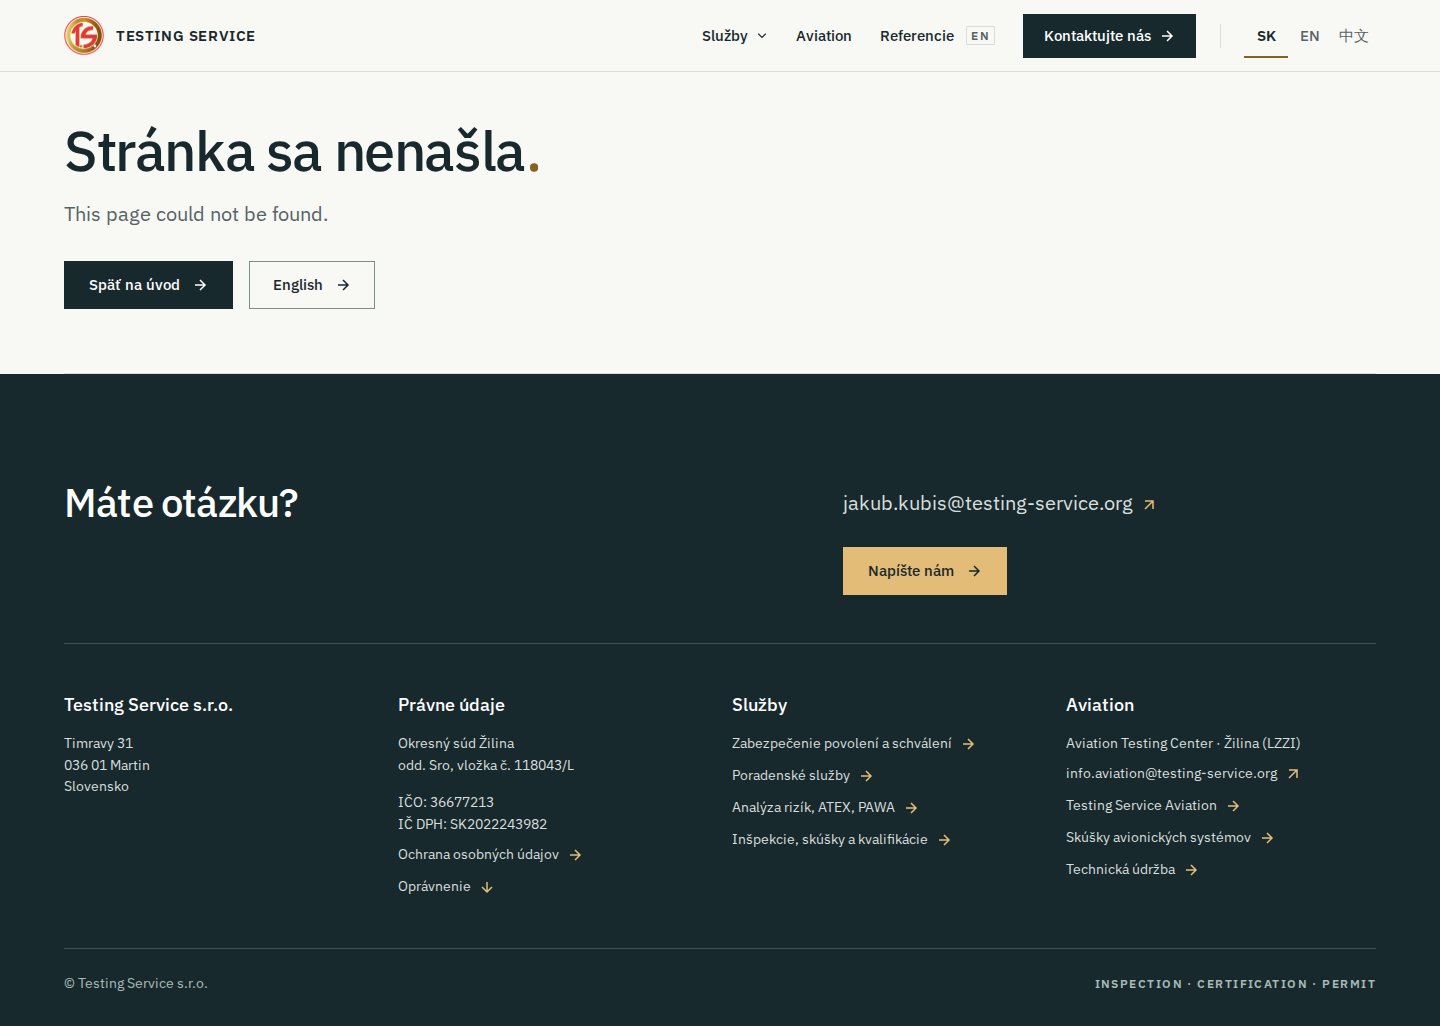 TESTING SERVICE
Služby
Aviation
Referencie EN
Kontaktujte nás
SK
EN
中文
Stránka sa nenašla.
This page could not be found.
Späť na úvod
English
Máte otázku?
jakub.kubis@testing-service.org
Napíšte nám
Testing Service s.r.o.
Timravy 31
036 01 Martin
Slovensko
Právne údaje
Okresný súd Žilina
odd. Sro, vložka č. 118043/L
IČO: 36677213
IČ DPH: SK2022243982
Ochrana osobných údajov
Oprávnenie
Služby
Zabezpečenie povolení a schválení
Poradenské služby
Analýza rizík, ATEX, PAWA
Inšpekcie, skúšky a kvalifikácie
Aviation
Aviation Testing Center · Žilina (LZZI)
info.aviation@testing-service.org
Testing Service Aviation
Skúšky avionických systémov
Technická údržba
© Testing Service s.r.o.
INSPECTION · CERTIFICATION · PERMIT